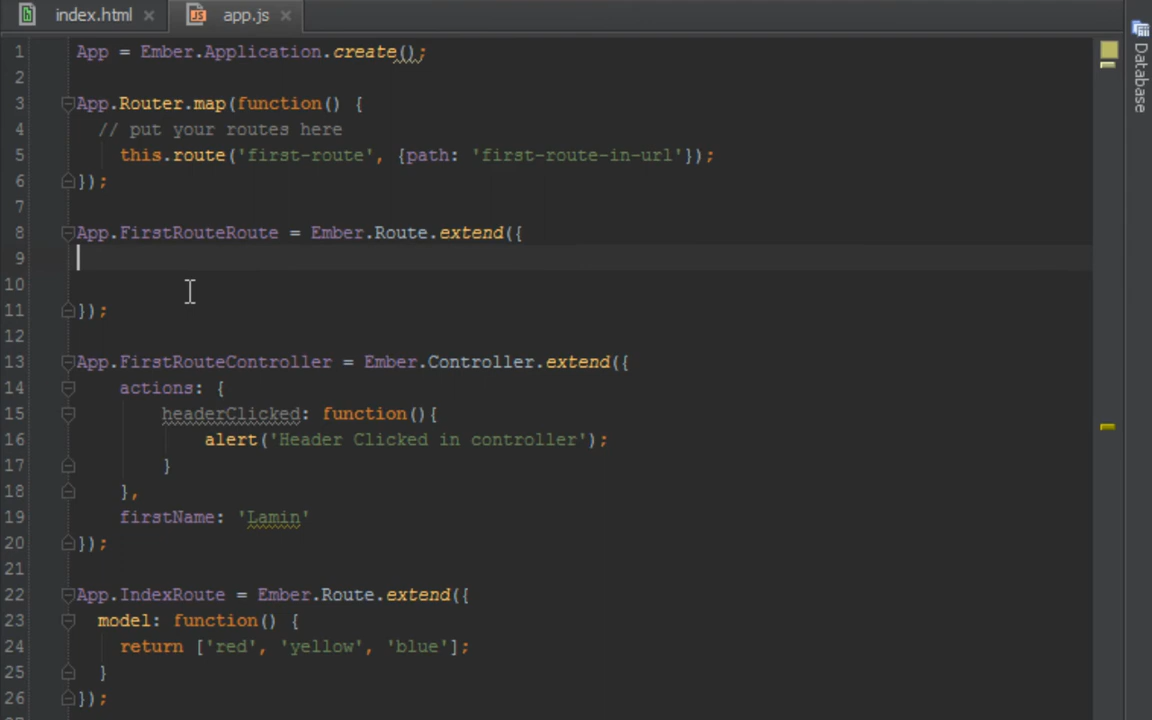 index.html
app.js
Database
1 App = Ember.Application.create();
2
3 App.Router.map(function() {
4 // put your routes here
5 this.route('first-route', {path: 'first-route-in-url'});
6 });
7
8 App.FirstRouteRoute = Ember.Route.extend({
9
10
11 });
12
13 App.FirstRouteController = Ember.Controller.extend({
14 actions: {
15 headerClicked: function(){
16 alert('Header Clicked in controller');
17 }
18 },
19 firstName: 'Lamin'
20 });
21
22 App.IndexRoute = Ember.Route.extend({
23 model: function() {
24 return ['red', 'yellow', 'blue'];
25 }
26 });